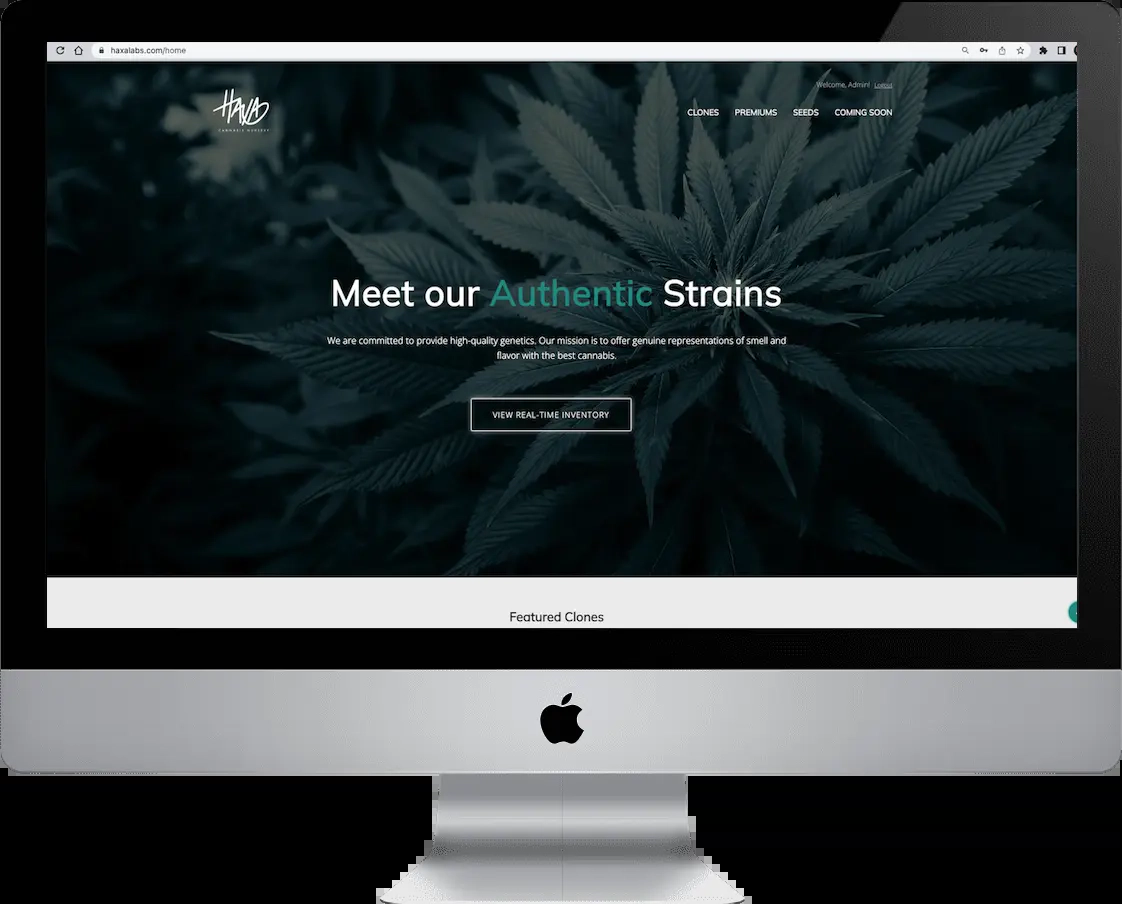 haxalabs.com/home
Welcome, Admin! Logout
HAXA
CANNABIS NURSERY
CLONES PREMIUMS SEEDS COMING SOON
Meet our Authentic Strains
We are committed to provide high-quality genetics. Our mission is to offer genuine representations of smell and
flavor with the best cannabis.
VIEW REAL-TIME INVENTORY
Featured Clones